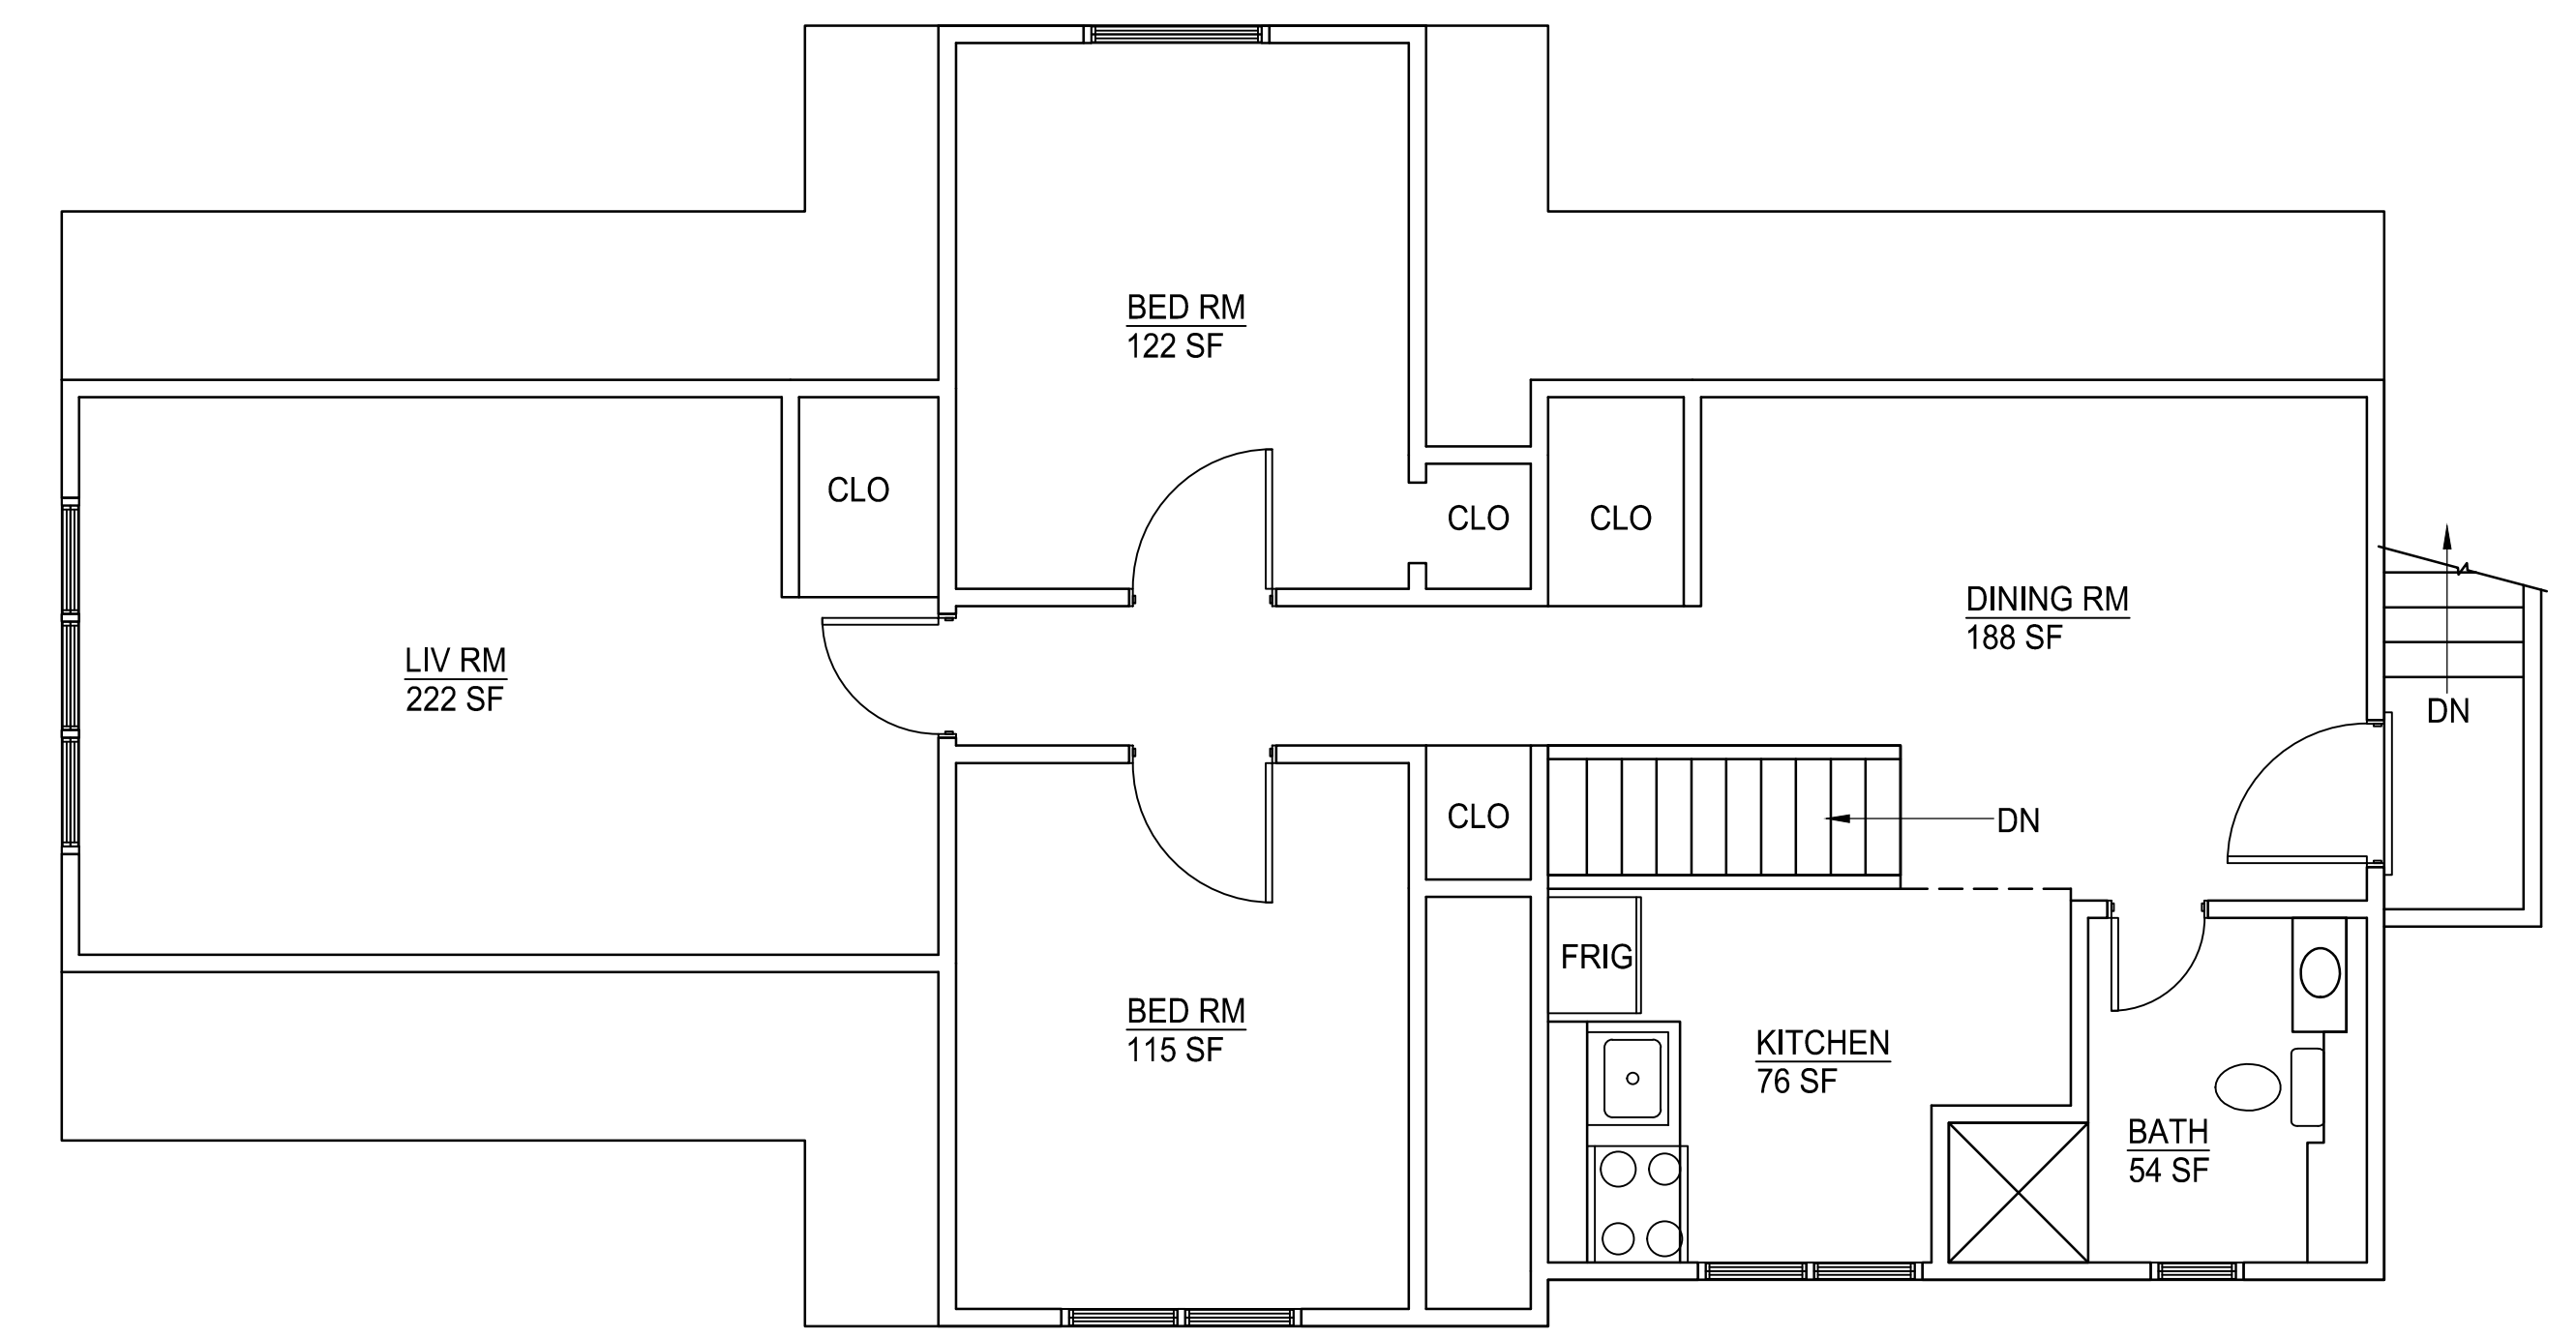 BED RM
122 SF
CLO
CLO
CLO
DINING RM
188 SF
LIV RM
222 SF
DN
CLO
DN
FRIG
BED RM
115 SF
KITCHEN
76 SF
BATH
54 SF